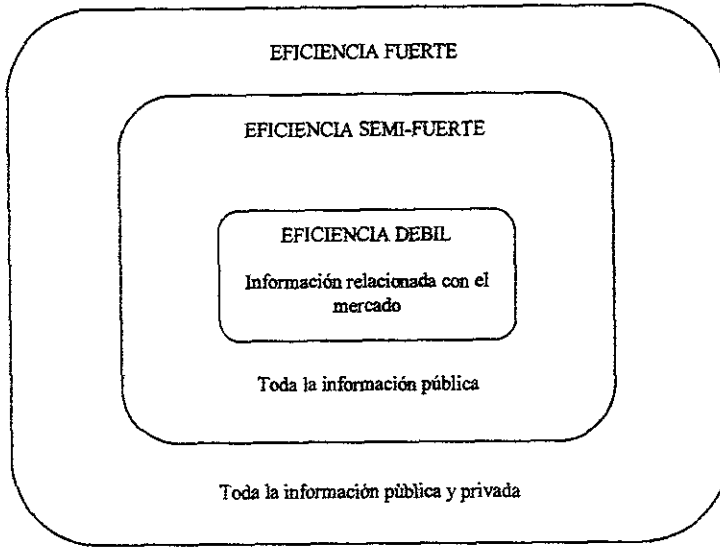 EFICIENCIA FUERTE
EFICIENCIA SEMI-FUERTE
EFICIENCIA DEBIL
Información relacionada con el
mercado
Toda la información pública
Toda la información pùblica y privada